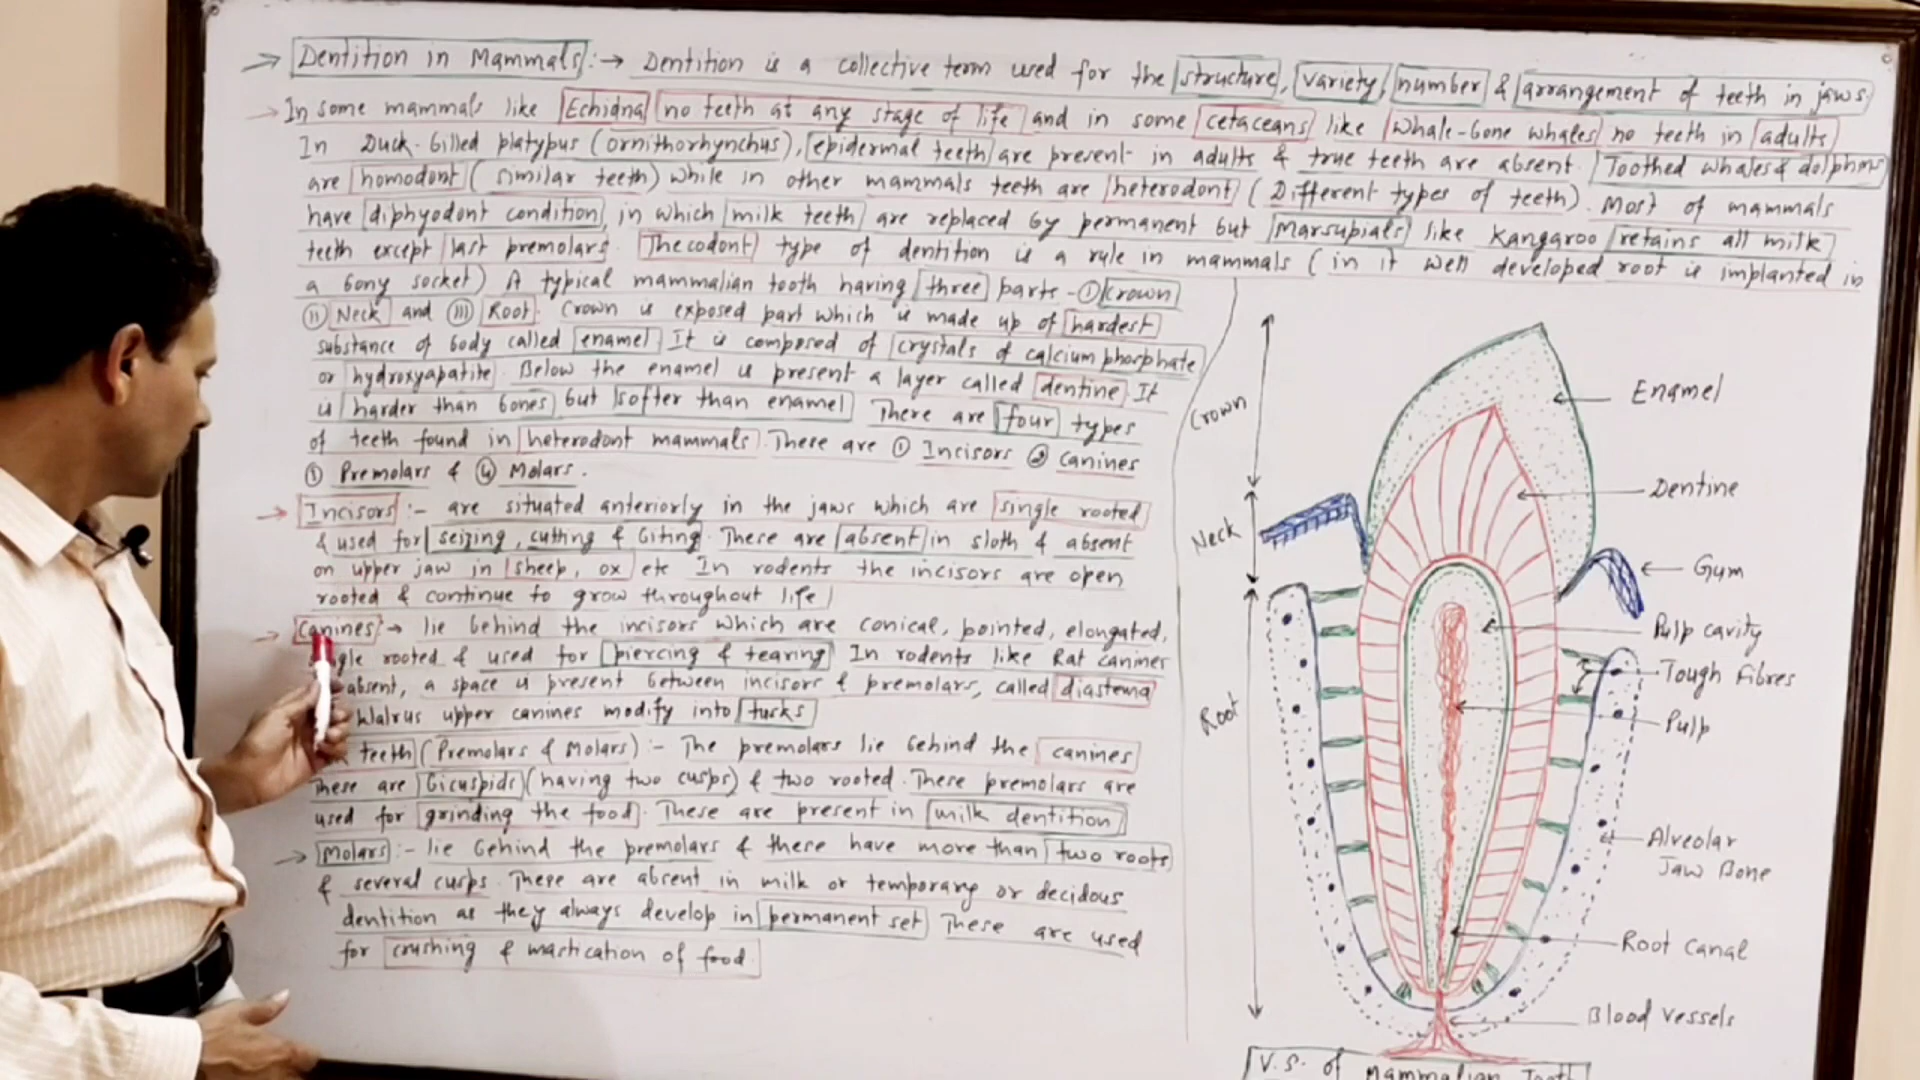 Dentition in Mammals :→ Dentition is a collective term used for the structure, variety, number & arrangement of teeth in jaws.
In some mammals like Echidna no teeth at any stage of life and in some cetaceans like whale-bone whales no teeth in adults
In Duck-billed platypus (ornithorhynchus), epidermal teeth are present in adults & true teeth are absent. Toothed whales & dolphins
are homodont (similar teeth) while in other mammals teeth are heterodont (Different types of teeth). Most of mammals
have diphyodont condition, in which milk teeth are replaced by permanent but Marsupials like Kangaroo retains all milk
teeth except last premolars. Thecodont type of dentition is a rule in mammals (in it well developed root is implanted in
a bony socket) A typical mammalian tooth having three parts - (i) Crown
(ii) Neck and (iii) Root. Crown is exposed part which is made up of hardest
substance of body called enamel It is composed of crystals of calcium phosphate
or hydroxyapatite. Below the enamel is present a layer called dentine. It
is harder than bones but softer than enamel There are four types
of teeth found in heterodont mammals. These are ① Incisors ② Canines
③ Premolars & ④ Molars.
Incisors :- are situated anteriorly in the jaws which are single rooted
& used for seizing, cutting & biting. These are absent in sloth & absent
on upper jaw in sheep, ox etc In rodents the incisors are open
rooted & continue to grow throughout life
Canines → lie behind the incisors which are conical, pointed, elongated,
rooted & used for piercing & tearing In rodents like Rat canines
absent, a space is present between incisors & premolars, called diastema
Walrus upper canines modify into tusks
teeth (Premolars & Molars) :- The premolars lie behind the canines
These are bicuspids (having two cusps) & two rooted. These premolars are
used for grinding the food. These are present in milk dentition
Molars :- lie behind the premolars & these have more than two roots
& several cusps. These are absent in milk or temporary or decidous
dentition as they always develop in permanent set These are used
for crushing & mastication of food.
Crown
Neck
Root
Enamel
Dentine
Gum
Pulp cavity
Tough Fibres
Pulp
Alveolar
Jaw Bone
Root canal
Blood vessels
V.S. of Mammalian Tooth